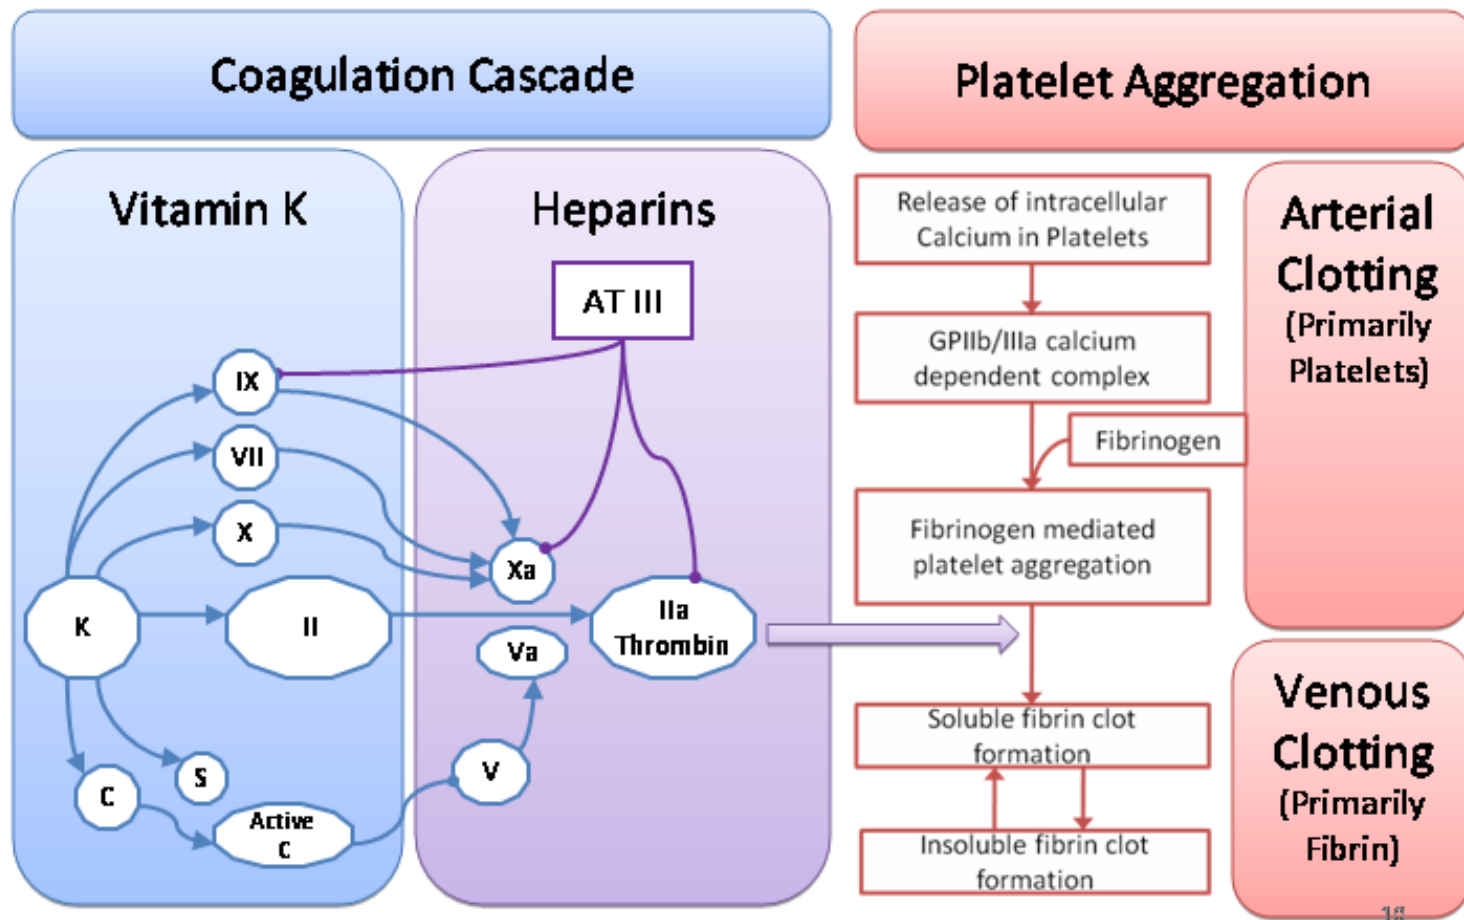 Coagulation Cascade
Platelet Aggregation
Vitamin K
Heparins
AT III
IX
VII
X
K
II
C
S
Active
C
Xa
IIa
Thrombin
Va
V
Release of intracellular
Calcium in Platelets
GPIIb/IIIa calcium
dependent complex
Fibrinogen
Fibrinogen mediated
platelet aggregation
Soluble fibrin clot
formation
Insoluble fibrin clot
formation
Arterial
Clotting
(Primarily
Platelets)
Venous
Clotting
(Primarily
Fibrin)